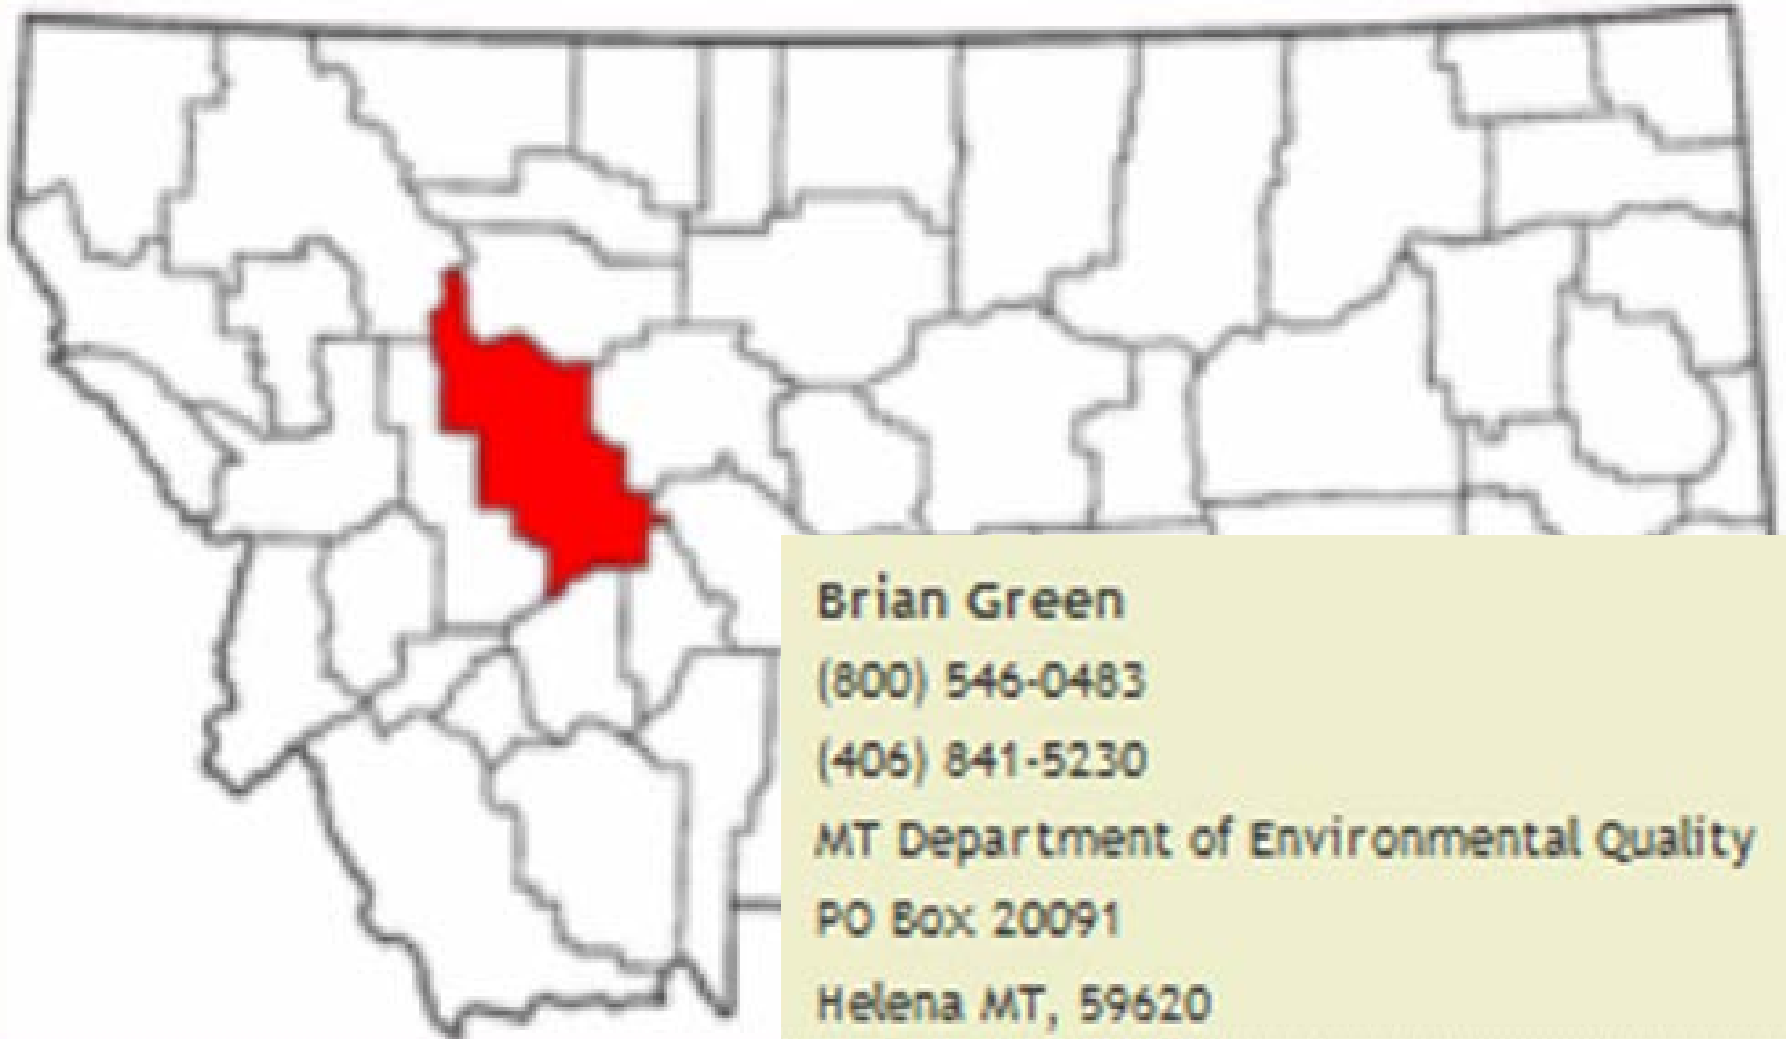 Brian Green
(800) 546-0483
(406) 841-5230
MT Department of Environmental Quality
PO Box 20091
Helena MT, 59620